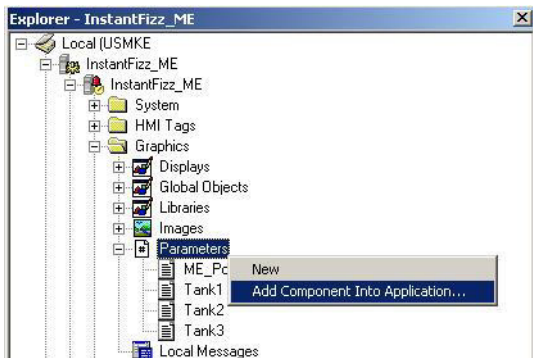 Explorer - InstantFizz_ME
Local (USMKE
InstantFizz_ME
InstantFizz_ME
System
HMI Tags
Graphics
Displays
Global Objects
Libraries
Images
Parameters
ME_Po
New
Tank1
Add Component Into Application...
Tank2
Tank3
Local Messages